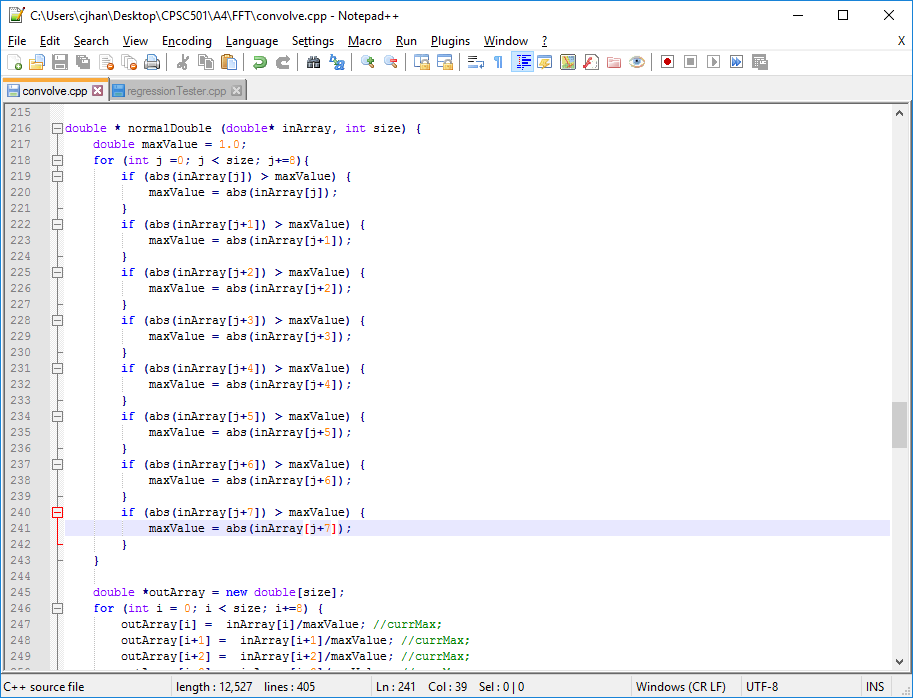 C:\Users\cjhan\Desktop\CPSC501\A4\FFT\convolve.cpp - Notepad++
File Edit Search View Encoding Language Settings Macro Run Plugins Window ? X
convolve.cpp regressionTester.cpp
215
216 double * normalDouble (double* inArray, int size) {
217 double maxValue = 1.0;
218 for (int j =0; j < size; j+=8){
219 if (abs(inArray[j]) > maxValue) {
220 maxValue = abs(inArray[j]);
221 }
222 if (abs(inArray[j+1]) > maxValue) {
223 maxValue = abs(inArray[j+1]);
224 }
225 if (abs(inArray[j+2]) > maxValue) {
226 maxValue = abs(inArray[j+2]);
227 }
228 if (abs(inArray[j+3]) > maxValue) {
229 maxValue = abs(inArray[j+3]);
230 }
231 if (abs(inArray[j+4]) > maxValue) {
232 maxValue = abs(inArray[j+4]);
233 }
234 if (abs(inArray[j+5]) > maxValue) {
235 maxValue = abs(inArray[j+5]);
236 }
237 if (abs(inArray[j+6]) > maxValue) {
238 maxValue = abs(inArray[j+6]);
239 }
240 if (abs(inArray[j+7]) > maxValue) {
241 maxValue = abs(inArray[j+7]);
242 }
243 }
244
245 double *outArray = new double[size];
246 for (int i = 0; i < size; i+=8) {
247 outArray[i] = inArray[i]/maxValue; //currMax;
248 outArray[i+1] = inArray[i+1]/maxValue; //currMax;
249 outArray[i+2] = inArray[i+2]/maxValue; //currMax;
C++ source file length : 12,527 lines : 405 Ln : 241 Col : 39 Sel : 0 | 0 Windows (CR LF) UTF-8 INS